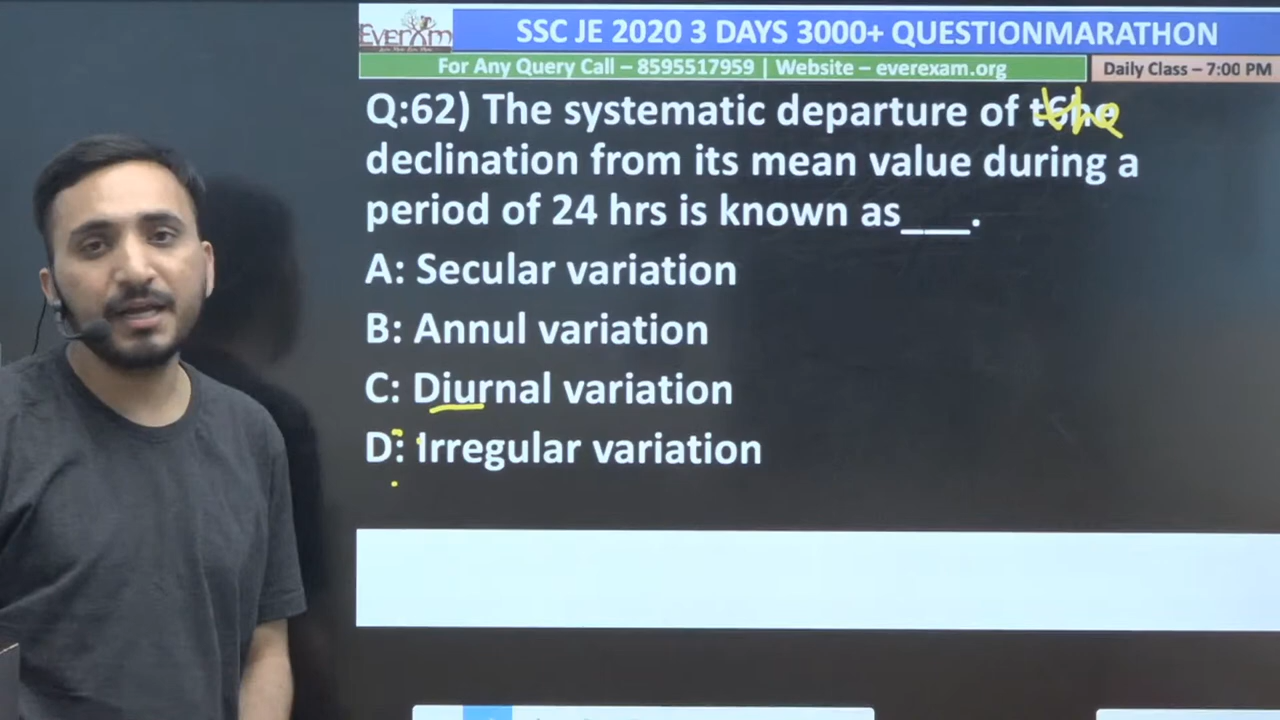 EverExam
SSC JE 2020 3 DAYS 3000+ QUESTIONMARATHON
For Any Query Call – 8595517959 | Website – everexam.org
Daily Class – 7:00 PM
Q:62) The systematic departure of the
declination from its mean value during a
period of 24 hrs is known as___.
A: Secular variation
B: Annul variation
C: Diurnal variation
D: Irregular variation